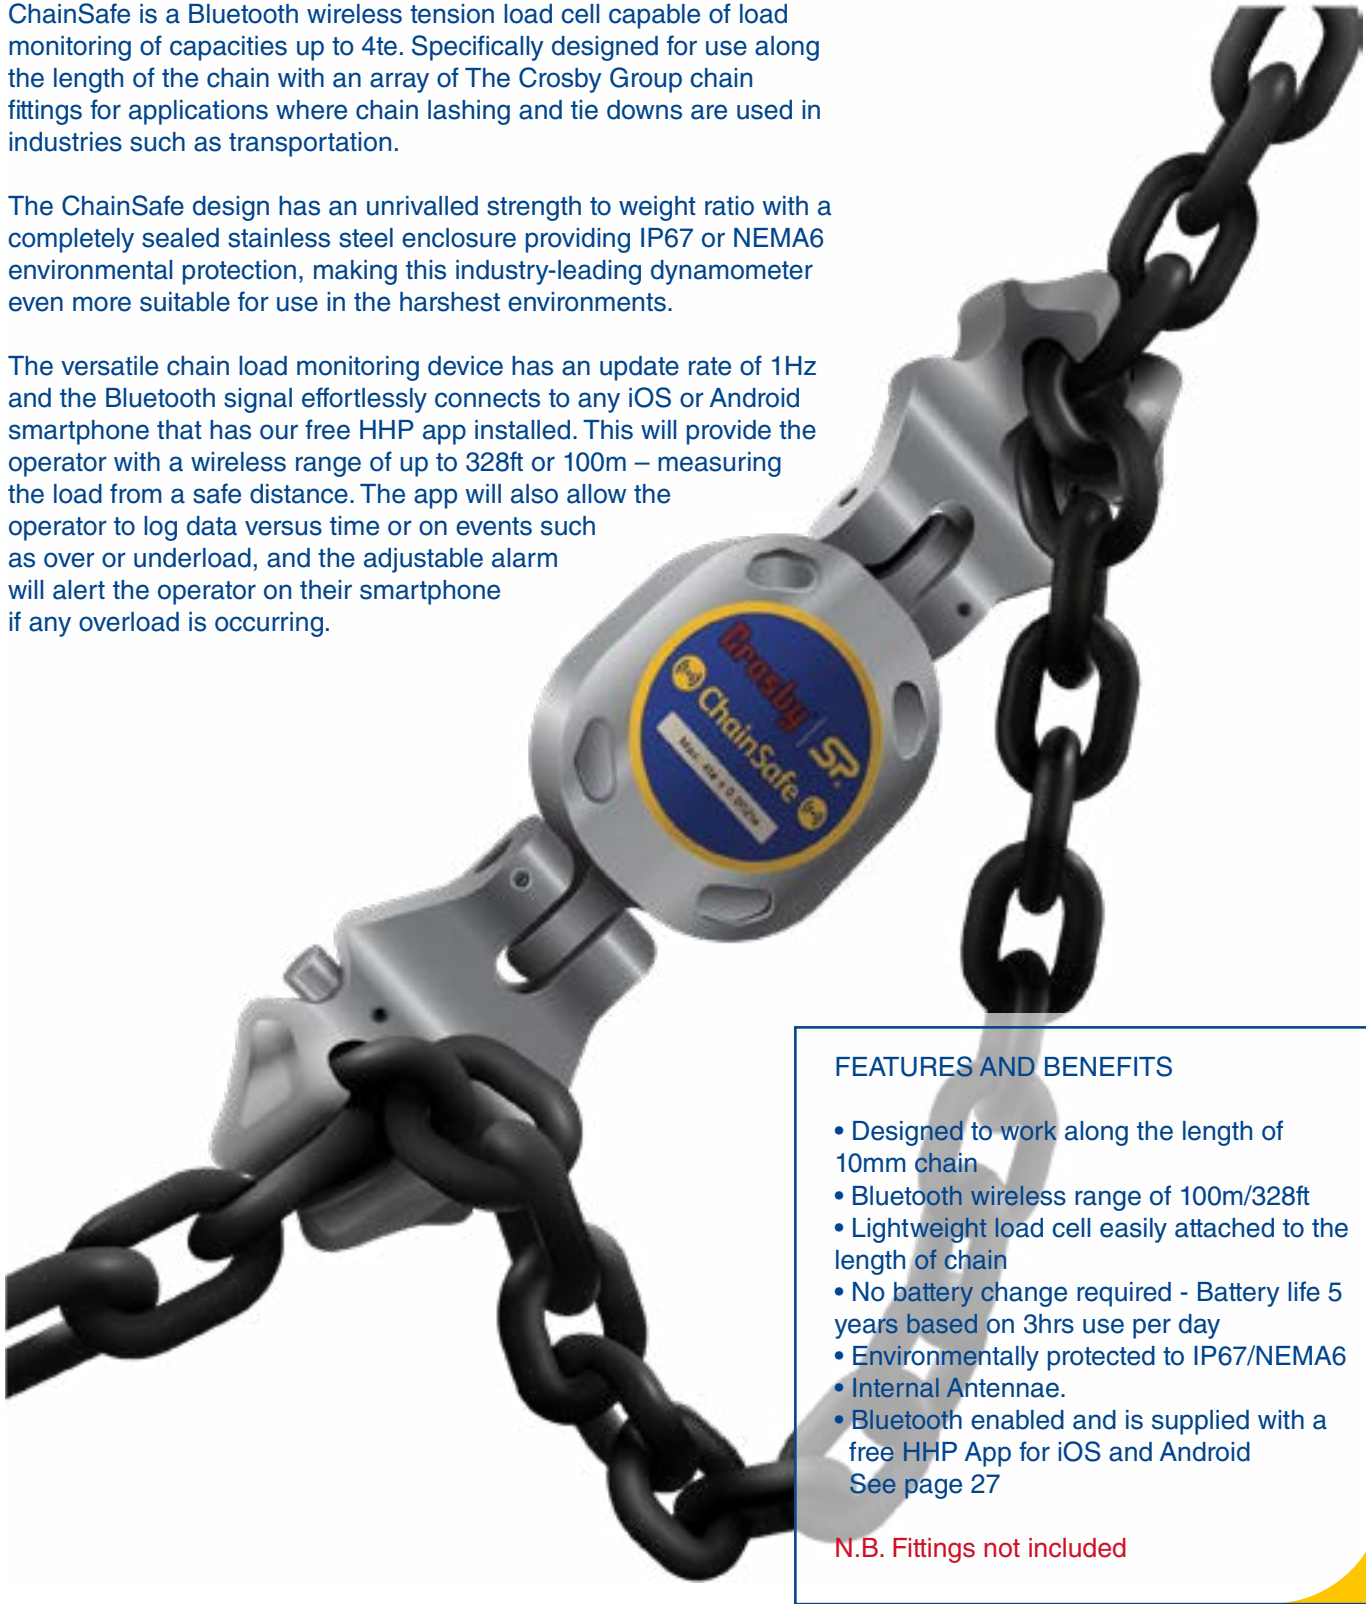 ChainSafe is a Bluetooth wireless tension load cell capable of load
monitoring of capacities up to 4te. Specifically designed for use along
the length of the chain with an array of The Crosby Group chain
fittings for applications where chain lashing and tie downs are used in
industries such as transportation.
The ChainSafe design has an unrivalled strength to weight ratio with a
completely sealed stainless steel enclosure providing IP67 or NEMA6
environmental protection, making this industry-leading dynamometer
even more suitable for use in the harshest environments.
The versatile chain load monitoring device has an update rate of 1Hz
and the Bluetooth signal effortlessly connects to any iOS or Android
smartphone that has our free HHP app installed. This will provide the
operator with a wireless range of up to 328ft or 100m – measuring
the load from a safe distance. The app will also allow the
operator to log data versus time or on events such
as over or underload, and the adjustable alarm
will alert the operator on their smartphone
if any overload is occurring.
Crosby | SP
ChainSafe
FEATURES AND BENEFITS
• Designed to work along the length of
10mm chain
• Bluetooth wireless range of 100m/328ft
• Lightweight load cell easily attached to the
length of chain
• No battery change required - Battery life 5
years based on 3hrs use per day
• Environmentally protected to IP67/NEMA6
• Internal Antennae.
• Bluetooth enabled and is supplied with a
free HHP App for iOS and Android
See page 27
N.B. Fittings not included